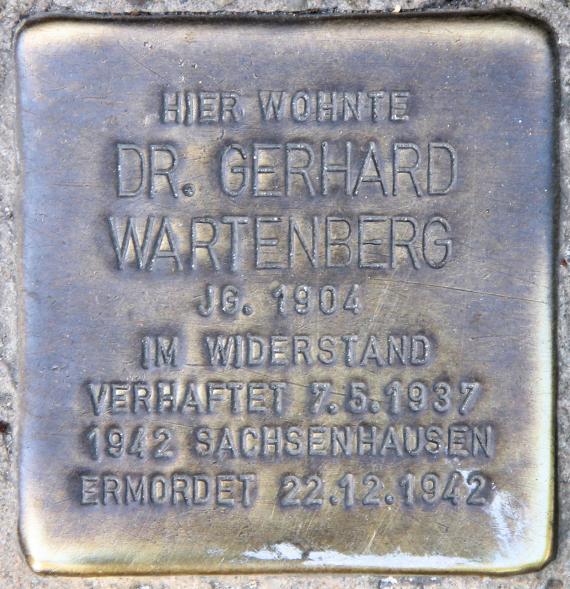 HIER WOHNTE
DR. GERHARD
WARTENBERG
JG. 1904
IM WIDERSTAND
VERHAFTET 7.5.1937
1942 SACHSENHAUSEN
ERMORDET 22.12.1942